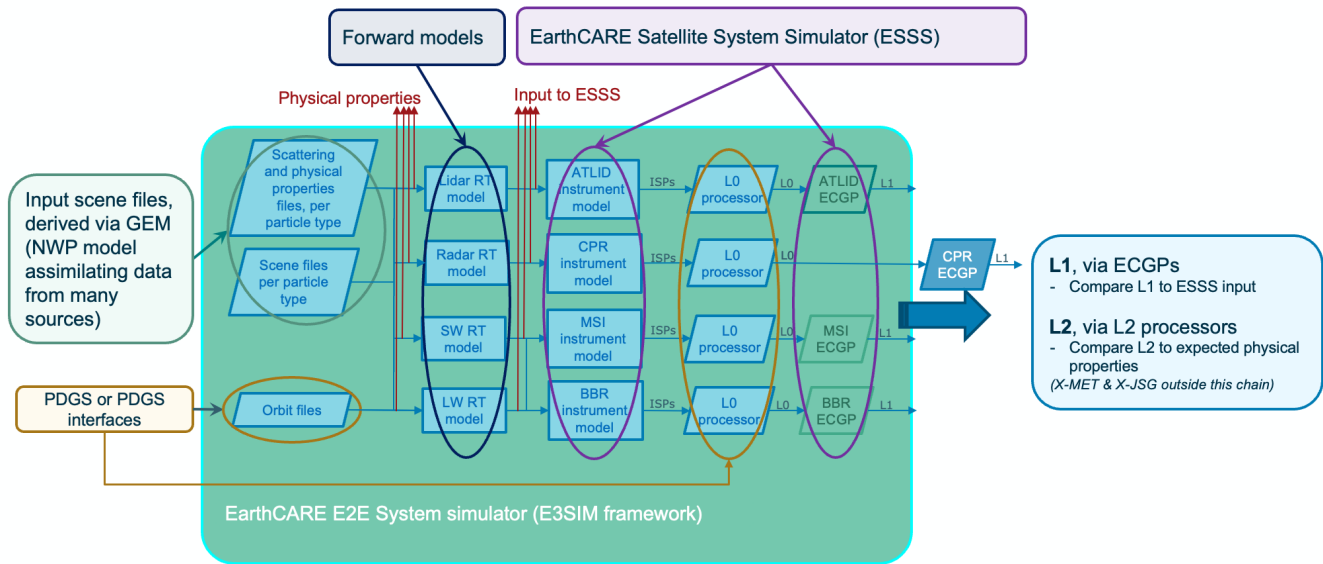 Forward models
EarthCARE Satellite System Simulator (ESSS)
Physical properties
Input to ESSS
Input scene files,
derived via GEM
(NWP model
assimilating data
from many
sources)
Scattering
and physical
properties
files, per
particle type
Scene files
per particle
type
PDGS or PDGS
interfaces
Orbit files
Lidar RT
model
Radar RT
model
SW RT
model
LW RT
model
ATLID
instrument
model
CPR
instrument
model
MSI
instrument
model
BBR
instrument
model
ISPs
ISPs
ISPs
ISPs
L0
processor
L0
processor
L0
processor
L0
processor
L0
L0
L0
L0
ATLID
ECGP
MSI
ECGP
BBR
ECGP
L1
L1
L1
CPR
ECGP
L1
L1, via ECGPs
- Compare L1 to ESSS input
L2, via L2 processors
- Compare L2 to expected physical
properties
(X-MET & X-JSG outside this chain)
EarthCARE E2E System simulator (E3SIM framework)